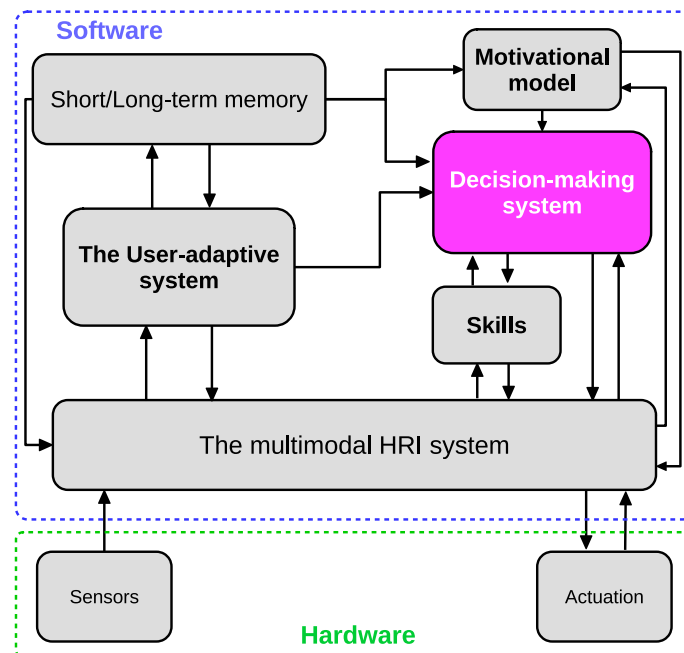 Software
Short/Long-term memory
Motivational
model
Decision-making
system
The User-adaptive
system
Skills
The multimodal HRI system
Sensors
Actuation
Hardware